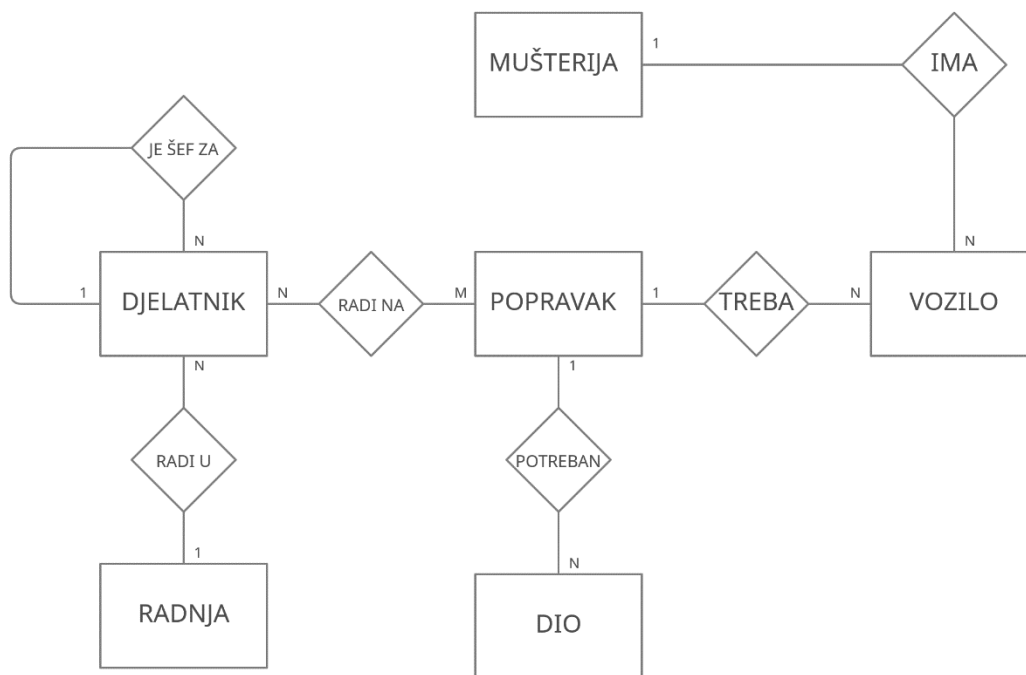 MUŠTERIJA
1
IMA
N
JE ŠEF ZA
N
1
DJELATNIK
N
RADI NA
M
POPRAVAK
1
TREBA
N
VOZILO
N
RADI U
1
RADNJA
1
POTREBAN
N
DIO